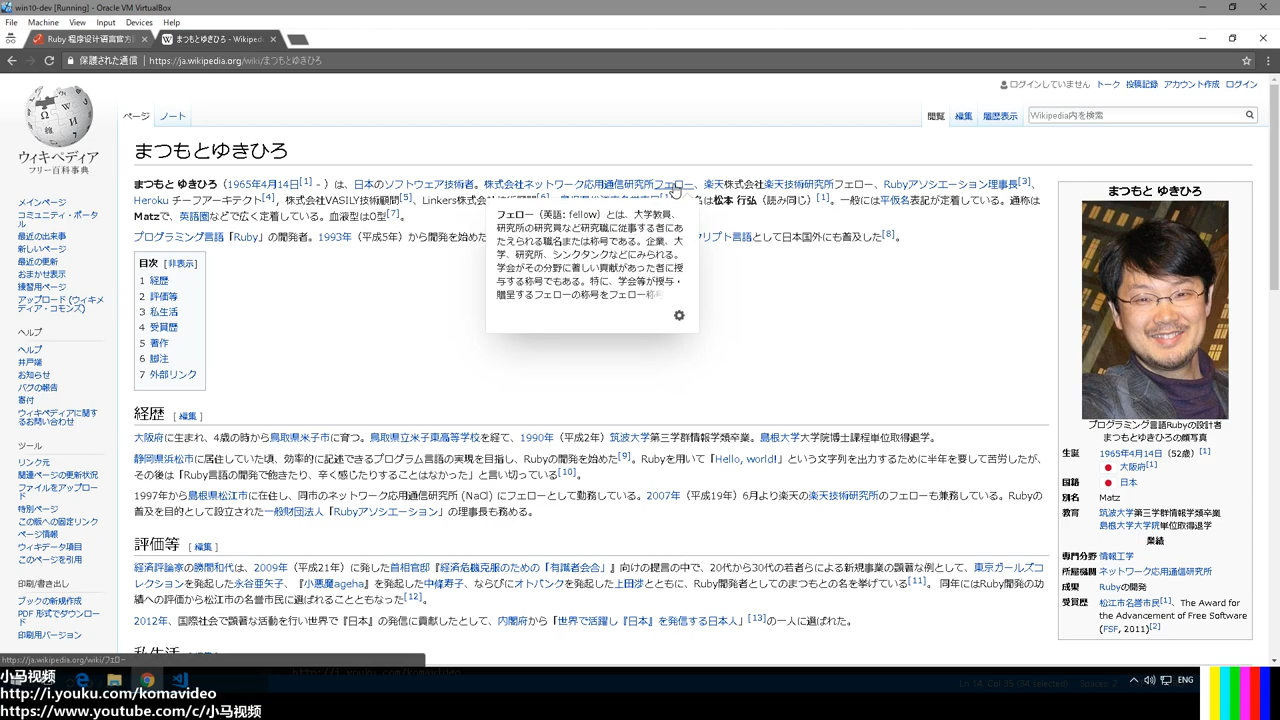 win10-dev [Running] - Oracle VM VirtualBox
File Machine View Input Devices Help
Ruby 程序设计语言官方
まつもとゆきひろ - Wikiped
保護された通信 | https://ja.wikipedia.org/wiki/まつもとゆきひろ
ログインしていません トーク 投稿記録 アカウント作成 ログイン
ページ ノート 閲覧 編集 履歴表示 Wikipedia内を検索
ウィキペディア
フリー百科事典
メインページ
コミュニティ・ポータル
最近の出来事
新しいページ
最近の更新
おまかせ表示
練習用ページ
アップロード (ウィキメディア・コモンズ)
ヘルプ
ヘルプ
井戸端
お知らせ
バグの報告
寄付
ウィキペディアに関するお問い合わせ
ツール
リンク元
関連ページの更新状況
ファイルをアップロード
特別ページ
この版への固定リンク
ページ情報
ウィキデータ項目
このページを引用
印刷/書き出し
ブックの新規作成
PDF 形式でダウンロード
印刷用バージョン
まつもとゆきひろ
まつもと ゆきひろ（1965年4月14日[1] - ）は、日本のソフトウェア技術者。株式会社ネットワーク応用通信研究所フェロー、楽天株式会社楽天技術研究所フェロー、Rubyアソシエーション理事長[3]、
Heroku チーフアーキテクト[4]、株式会社VASILY技術顧問[5]、Linkers株式会社
は松本 行弘（読み同じ）[1]。一般には平仮名表記が定着している。通称は
Matzで、英語圏などで広く定着している。血液型はO型[7]。
プログラミング言語「Ruby」の開発者。1993年（平成5年）から開発を始めた
クリプト言語として日本国外にも普及した[8]。
フェロー（英語: fellow）とは、大学教員、
研究所の研究員など研究職に従事する者にあ
たえられる職名または称号である。企業、大
学、研究所、シンクタンクなどにみられる。
学会がその分野に著しい貢献があった者に授
与する称号でもある。特に、学会等が授与・
贈呈するフェローの称号をフェロー称号
目次 [非表示]
1 経歴
2 評価等
3 私生活
4 受賞歴
5 著作
6 脚注
7 外部リンク
経歴 [編集]
大阪府に生まれ、4歳の時から鳥取県米子市に育つ。鳥取県立米子東高等学校を経て、1990年（平成2年）筑波大学第三学群情報学類卒業。島根大学大学院博士課程単位取得退学。
静岡県浜松市に居住していた頃、効率的に記述できるプログラム言語の実現を目指し、Rubyの開発を始めた[9]。Rubyを用いて「Hello, world!」という文字列を出力するために半年を要して苦労したが、
その後は「Ruby言語の開発で飽きたり、辛く感じたりすることはなかった」と言い切っている[10]。
1997年から島根県松江市に在住し、同市のネットワーク応用通信研究所 (NaCl) にフェローとして勤務している。2007年（平成19年）6月より楽天の楽天技術研究所のフェローも兼務している。Rubyの
普及を目的として設立された一般財団法人「Rubyアソシエーション」の理事長も務める。
評価等 [編集]
経済評論家の勝間和代は、2009年（平成21年）に発した首相官邸『経済危機克服のための「有識者会合」』向けの提言の中で、20代から30代の若者らによる新規事業の顕著な例として、東京ガールズコ
レクションを発起した永谷亜矢子、『小悪魔ageha』を発起した中條寿子、ならびにオトバンクを発起した上田渉とともに、Ruby開発者としてのまつもとの名を挙げている[11]。同年にはRuby開発の功
績への評価から松江市の名誉市民に選ばれることともなった[12]。
2012年、国際社会で顕著な活動を行い世界で『日本』の発信に貢献したとして、内閣府から「世界で活躍し『日本』を発信する日本人」[13]の一人に選ばれた。
まつもと ゆきひろ
プログラミング言語Rubyの設計者
まつもとゆきひろの顔写真
生誕 1965年4月14日（52歳）[1]
大阪府[1]
国籍 日本
別名 Matz
教育 筑波大学第三学群情報学類卒業
島根大学大学院単位取得退学
業績
専門分野 情報工学
所属機関 ネットワーク応用通信研究所
成果 Rubyの開発
受賞歴 松江市名誉市民[1]、The Award for
the Advancement of Free Software
(FSF, 2011)[2]
https://ja.wikipedia.org/wiki/フェロー
小马视频
http://i.youku.com/komavideo
https://www.youtube.com/c/小马视频
Ln 14, Col 35 (34 selected) Spaces: 2
ENG